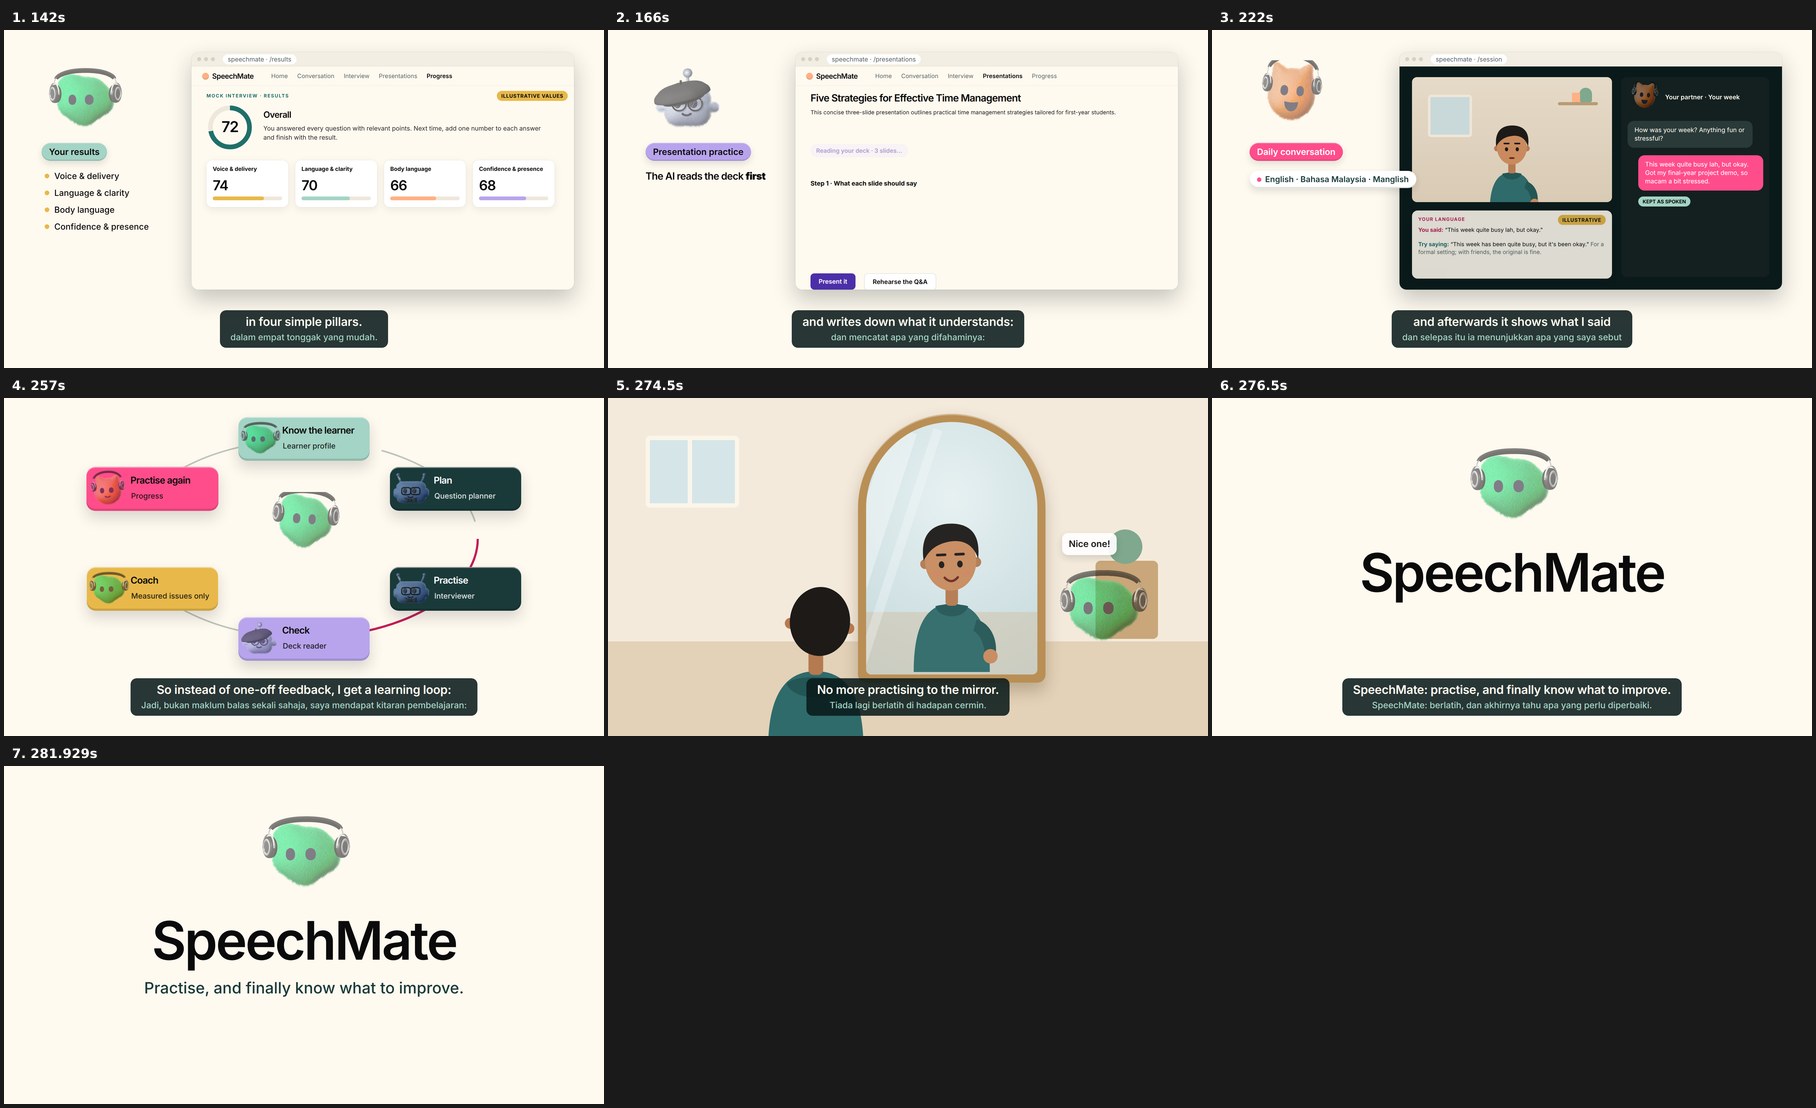 1. 142s
speechmate · /results
SpeechMate Home Conversation Interview Presentations Progress
MOCK INTERVIEW · RESULTS
ILLUSTRATIVE VALUES
72
Overall
You answered every question with relevant points. Next time, add one number to each answer
and finish with the result.
Voice & delivery
74
Language & clarity
70
Body language
66
Confidence & presence
68
Your results
Voice & delivery
Language & clarity
Body language
Confidence & presence
in four simple pillars.
dalam empat tonggak yang mudah.
2. 166s
speechmate · /presentations
SpeechMate Home Conversation Interview Presentations Progress
Five Strategies for Effective Time Management
This concise three-slide presentation outlines practical time management strategies tailored for first-year students.
Reading your deck · 3 slides...
Step 1 · What each slide should say
Present it
Rehearse the Q&A
Presentation practice
The AI reads the deck first
and writes down what it understands:
dan mencatat apa yang difahaminya:
3. 222s
speechmate · /session
Daily conversation
English · Bahasa Malaysia · Manglish
Your partner · Your week
How was your week? Anything fun or
stressful?
This week quite busy lah, but okay.
Got my final-year project demo, so
macam a bit stressed.
KEPT AS SPOKEN
YOUR LANGUAGE
ILLUSTRATIVE
You said: "This week quite busy lah, but okay."
Try saying: "This week has been quite busy, but it's been okay." For a
formal setting; with friends, the original is fine.
and afterwards it shows what I said
dan selepas itu ia menunjukkan apa yang saya sebut
4. 257s
Know the learner
Learner profile
Practise again
Progress
Plan
Question planner
Coach
Measured issues only
Practise
Interviewer
Check
Deck reader
So instead of one-off feedback, I get a learning loop:
Jadi, bukan maklum balas sekali sahaja, saya mendapat kitaran pembelajaran:
5. 274.5s
Nice one!
No more practising to the mirror.
Tiada lagi berlatih di hadapan cermin.
6. 276.5s
SpeechMate
SpeechMate: practise, and finally know what to improve.
SpeechMate: berlatih, dan akhirnya tahu apa yang perlu diperbaiki.
7. 281.929s
SpeechMate
Practise, and finally know what to improve.